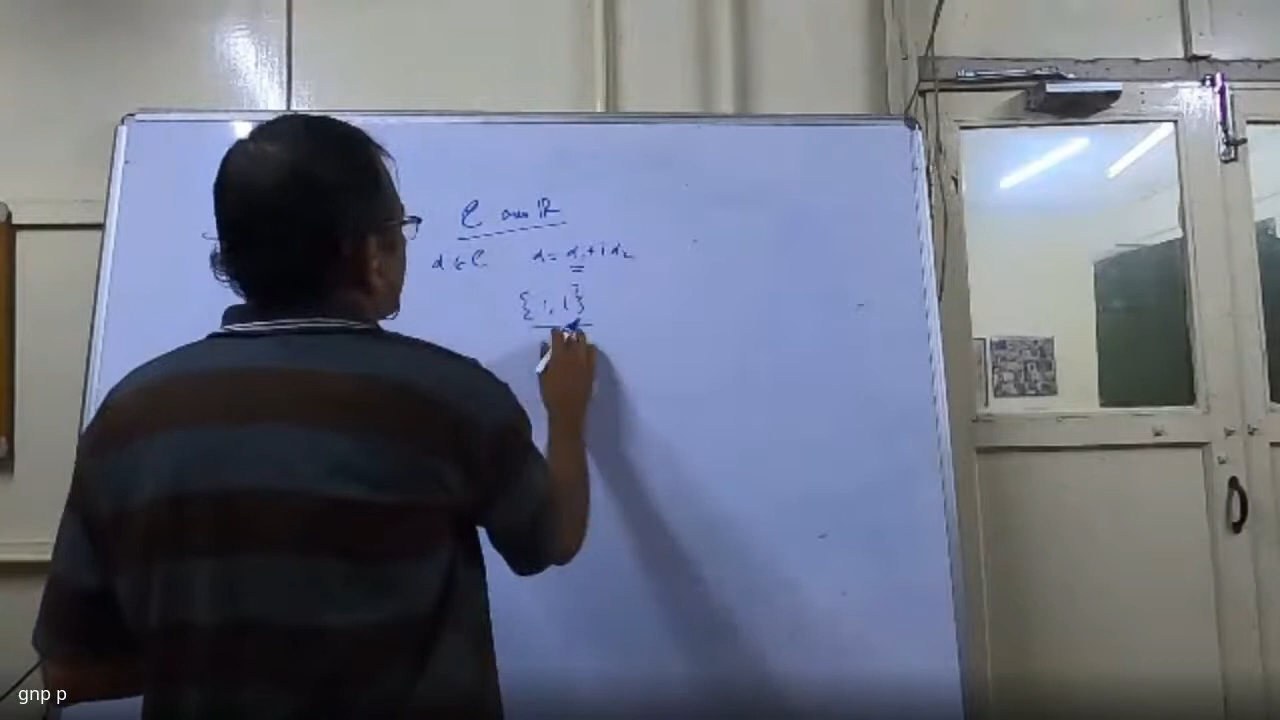 C over R
α ∈ C α = α₁ + i α₂
{ 1, i }
gnp p